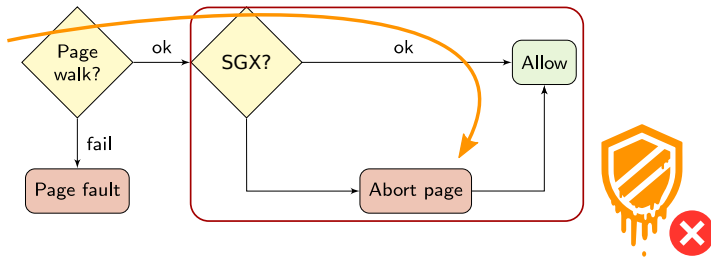 Page
walk?
ok
SGX?
ok
Allow
fail
Page fault
Abort page